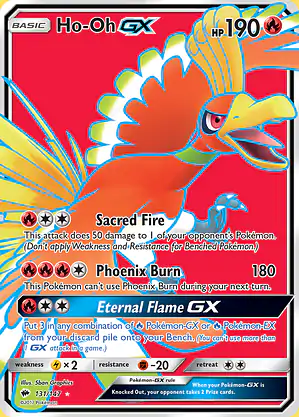 BASIC Ho-Oh GX HP 190
Sacred Fire
This attack does 50 damage to 1 of your opponent's Pokémon.
(Don't apply Weakness and Resistance for Benched Pokémon.)
Phoenix Burn 180
This Pokémon can't use Phoenix Burn during your next turn.
Eternal Flame GX
Put 3 in any combination of Pokémon-GX or Pokémon-EX
from your discard pile onto your Bench. (You can't use more than
1 GX attack in a game.)
weakness ×2 resistance -20 retreat
Illus. 5ban Graphics
131/147
©2017 Pokémon
Pokémon-GX rule
When your Pokémon-GX is Knocked Out, your opponent takes 2 Prize cards.